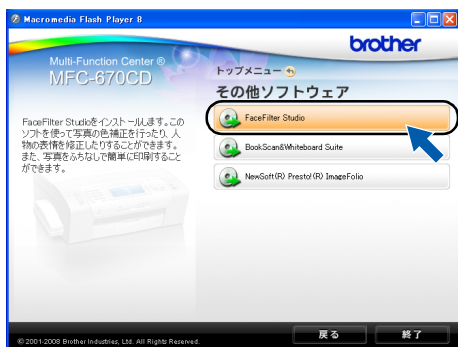 Macromedia Flash Player 8
brother
Multi-Function Center ®
MFC-670CD
トップメニュー
その他ソフトウェア
FaceFilter Studioをインストールします。この
ソフトを使って写真の色補正を行ったり、人
物の表情を修正したりすることができます。
また、写真をふちなしで簡単に印刷すること
ができます。
FaceFilter Studio
BookScan&Whiteboard Suite
NewSoft(R) Presto!(R) ImageFolio
© 2001-2008 Brother Industries, Ltd. All Rights Reserved.
戻る
終了